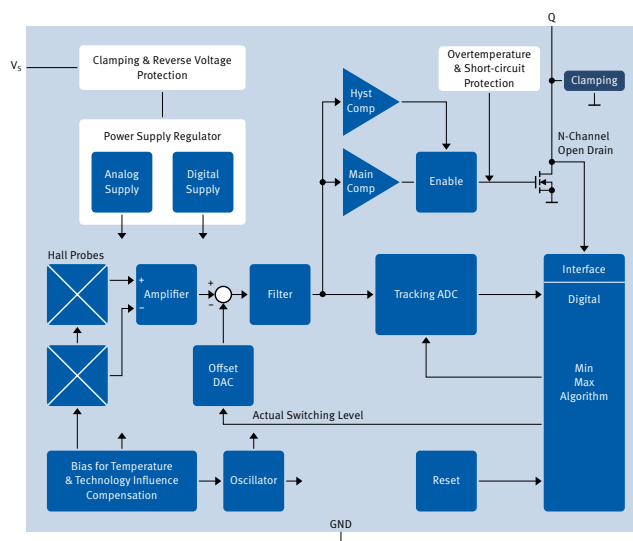 Q
V_S
Clamping & Reverse Voltage
Protection
Overtemperature
& Short-circuit
Protection
Clamping
Hyst
Comp
Power Supply Regulator
Analog
Supply
Digital
Supply
N-Channel
Open Drain
Main
Comp
Enable
Hall Probes
+
−
Amplifier
+
−
Filter
Tracking ADC
Interface
Digital
Min
Max
Algorithm
Offset
DAC
Actual Switching Level
Bias for Temperature
& Technology Influence
Compensation
Oscillator
Reset
GND